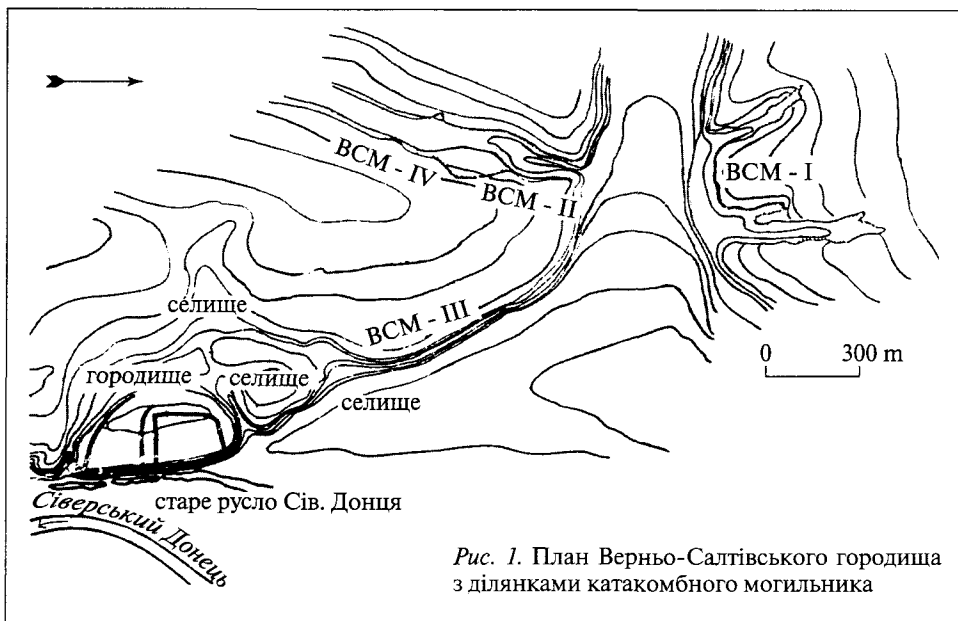 ВСМ - IV
ВСМ - II
ВСМ - I
ВСМ - III
селище
городище
селище
селище
0 300 m
старе русло Сів. Донця
Сіверський Донець
Рис. 1. План Верньо-Салтівського городища
з ділянками катакомбного могильника